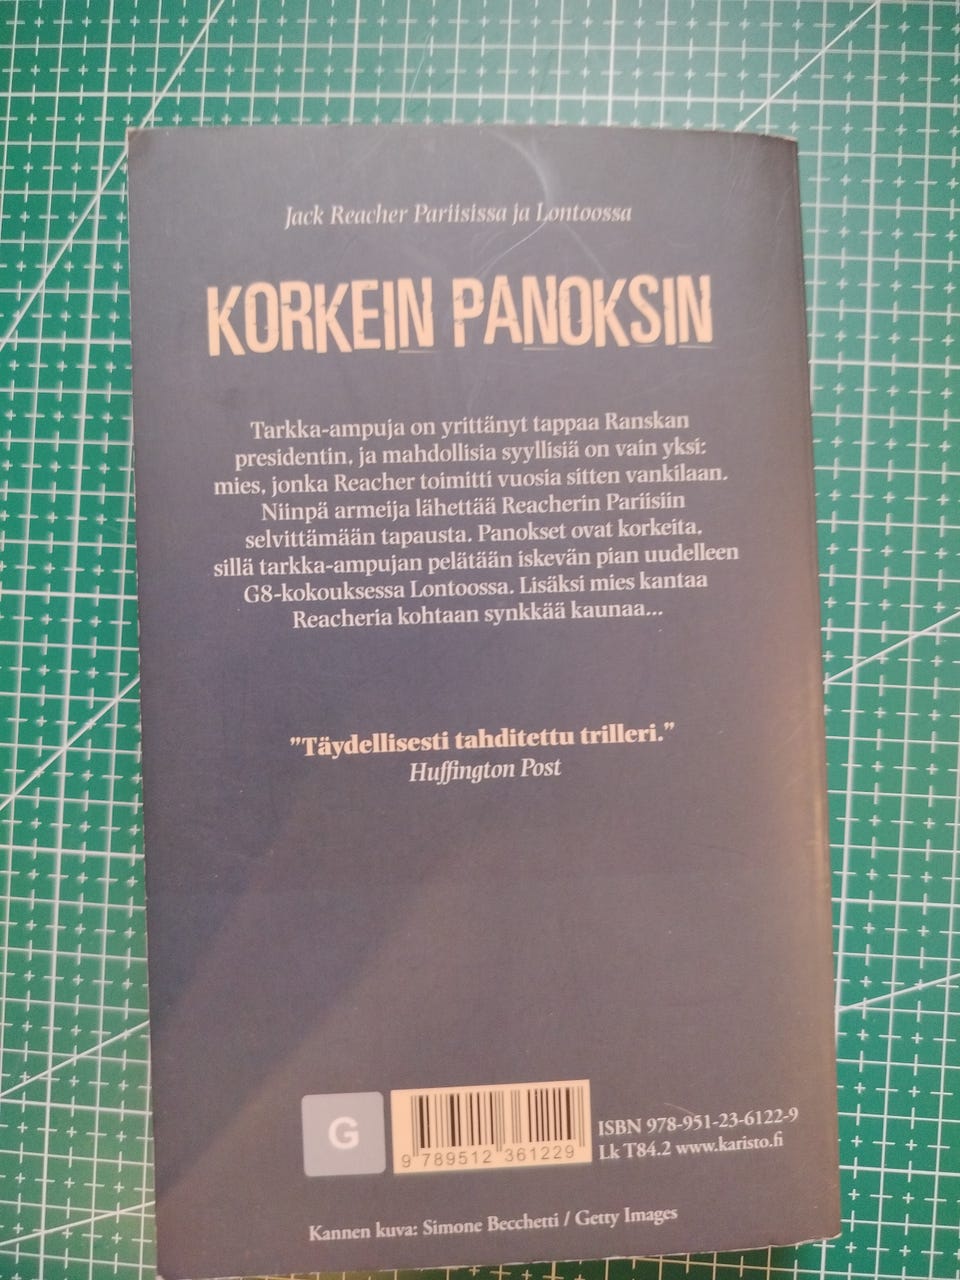 Jack Reacher Pariisissa ja Lontoossa
KORKEIN PANOKSIN
Tarkka-ampuja on yrittänyt tappaa Ranskan
presidentin, ja mahdollisia syyllisiä on vain yksi:
mies, jonka Reacher toimitti vuosia sitten vankilaan.
Niinpä armeija lähettää Reacherin Pariisiin
selvittämään tapausta. Panokset ovat korkeita,
sillä tarkka-ampujan pelätään iskevän pian uudelleen
G8-kokouksessa Lontoossa. Lisäksi mies kantaa
Reacheria kohtaan synkkää kaunaa...
”Täydellisesti tahditettu trilleri.”
Huffington Post
G
9 789512 361229
ISBN 978-951-23-6122-9
Lk T84.2 www.karisto.fi
Kannen kuva: Simone Becchetti / Getty Images